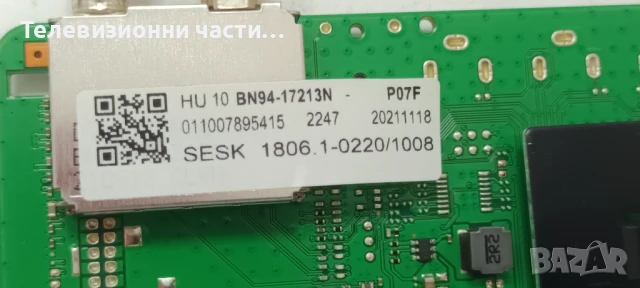 Телевизионни части...
HU 10 BN94-17213N - P07F
011007895415 2247 20211118
SESK 1806.1-0220/1008
2R2
BAZAR